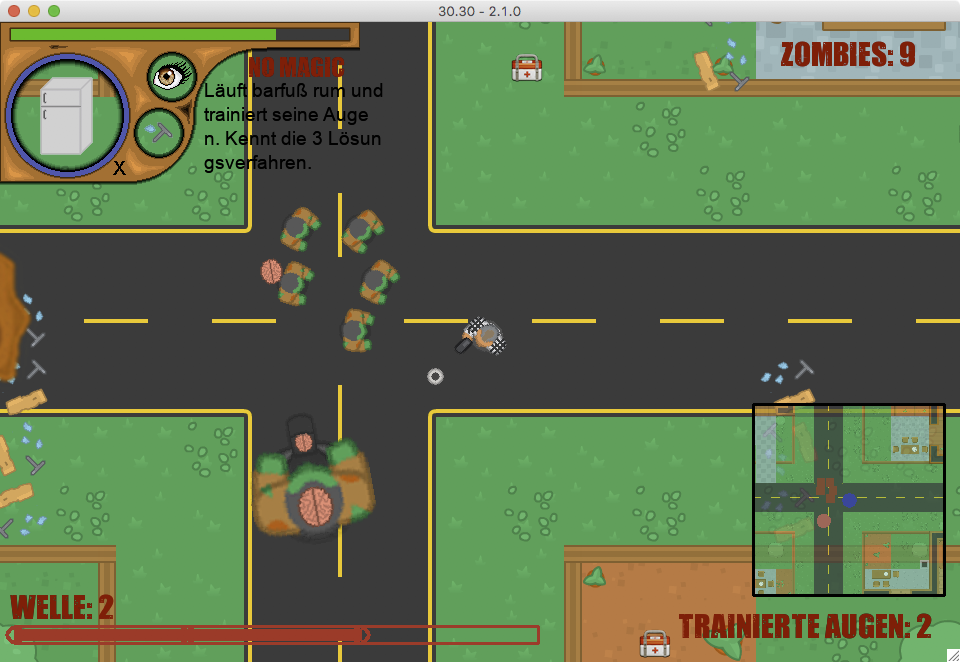 30.30 - 2.1.0
NO MAGIC
Läuft barfuß rum und
trainiert seine Auge
n. Kennt die 3 Lösun
gsverfahren.
X
ZOMBIES: 9
WELLE: 2
TRAINIERTE AUGEN: 2